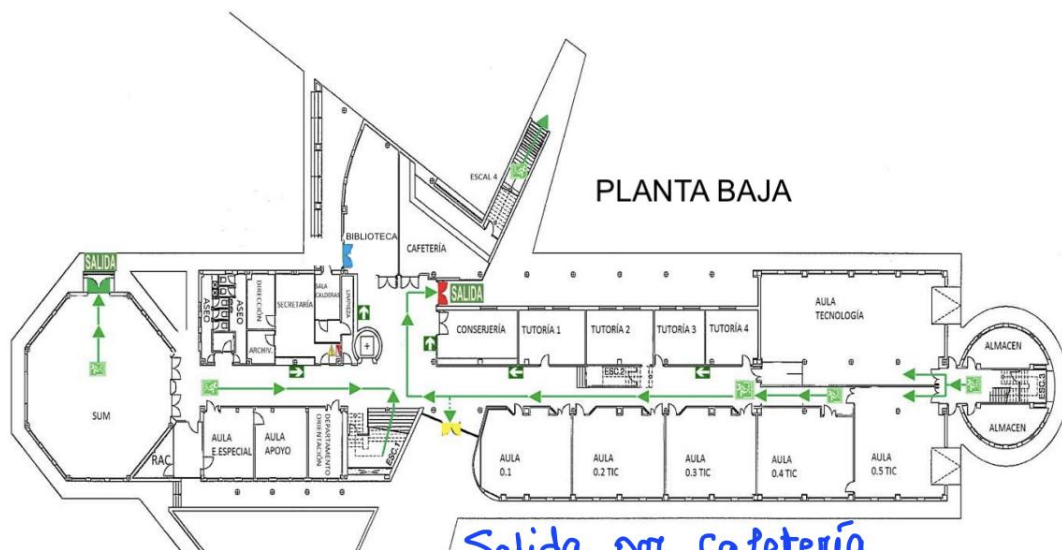 PLANTA BAJA
ESCAL 4
BIBLIOTECA
CAFETERÍA
SALIDA
ASEO
ASEO
DIRECCIÓN
ARCHIV.
SECRETARÍA
SALA
CALDERAS
LIMPIEZA
SALIDA
CONSERJERÍA
TUTORÍA 1
TUTORÍA 2
TUTORÍA 3
TUTORÍA 4
AULA
TECNOLOGÍA
ALMACEN
ESC.2
ESC.3
ALMACEN
SUM
RAC.
AULA
E.ESPECIAL
AULA
APOYO
DEPARTAMENTO
ORIENTACIÓN
ESC.1
AULA
0.1
AULA
0.2 TIC
AULA
0.3 TIC
AULA
0.4 TIC
AULA
0.5 TIC
Salida por cafetería